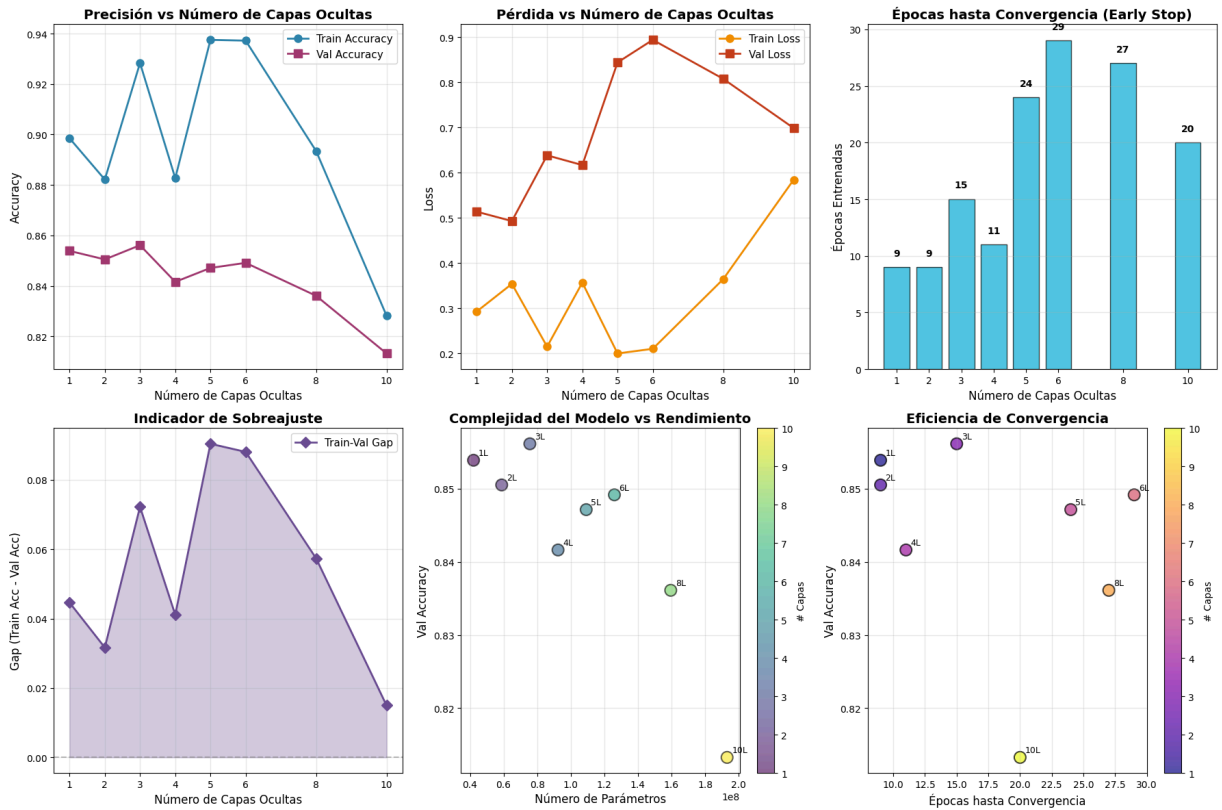 Precisión vs Número de Capas Ocultas
Train Accuracy
Val Accuracy
0.94
0.92
0.90
0.88
0.86
0.84
0.82
Accuracy
1 2 3 4 5 6 8 10
Número de Capas Ocultas
Pérdida vs Número de Capas Ocultas
Train Loss
Val Loss
0.9
0.8
0.7
0.6
0.5
0.4
0.3
0.2
Loss
1 2 3 4 5 6 8 10
Número de Capas Ocultas
Épocas hasta Convergencia (Early Stop)
30
25
20
15
10
5
0
Épocas Entrenadas
9
9
15
11
24
29
27
20
1 2 3 4 5 6 8 10
Número de Capas Ocultas
Indicador de Sobreajuste
Train-Val Gap
0.08
0.06
0.04
0.02
0.00
Gap (Train Acc - Val Acc)
1 2 3 4 5 6 8 10
Número de Capas Ocultas
Complejidad del Modelo vs Rendimiento
0.85
0.84
0.83
0.82
Val Accuracy
1L
2L
3L
4L
5L
6L
8L
10L
0.4 0.6 0.8 1.0 1.2 1.4 1.6 1.8 2.0
1e8
Número de Parámetros
10
9
8
7
6
5
4
3
2
1
# Capas
Eficiencia de Convergencia
0.85
0.84
0.83
0.82
Val Accuracy
1L
2L
3L
4L
5L
6L
8L
10L
10.0 12.5 15.0 17.5 20.0 22.5 25.0 27.5 30.0
Épocas hasta Convergencia
10
9
8
7
6
5
4
3
2
1
# Capas